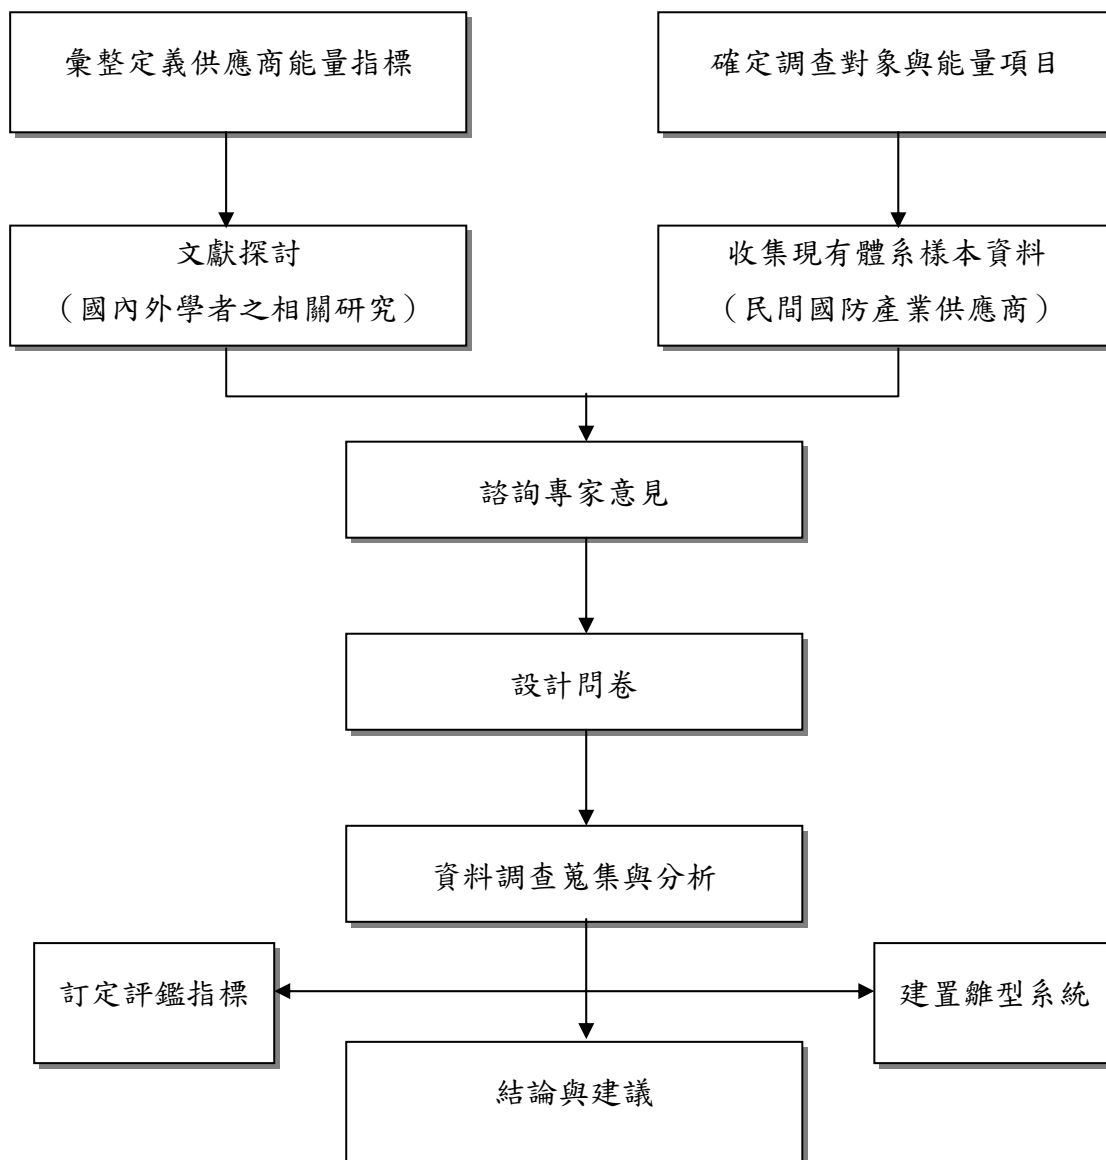 彙整定義供應商能量指標
確定調查對象與能量項目
文獻探討
（國內外學者之相關研究）
收集現有體系樣本資料
（民間國防產業供應商）
諮詢專家意見
設計問卷
資料調查蒐集與分析
訂定評鑑指標
建置離型系統
結論與建議